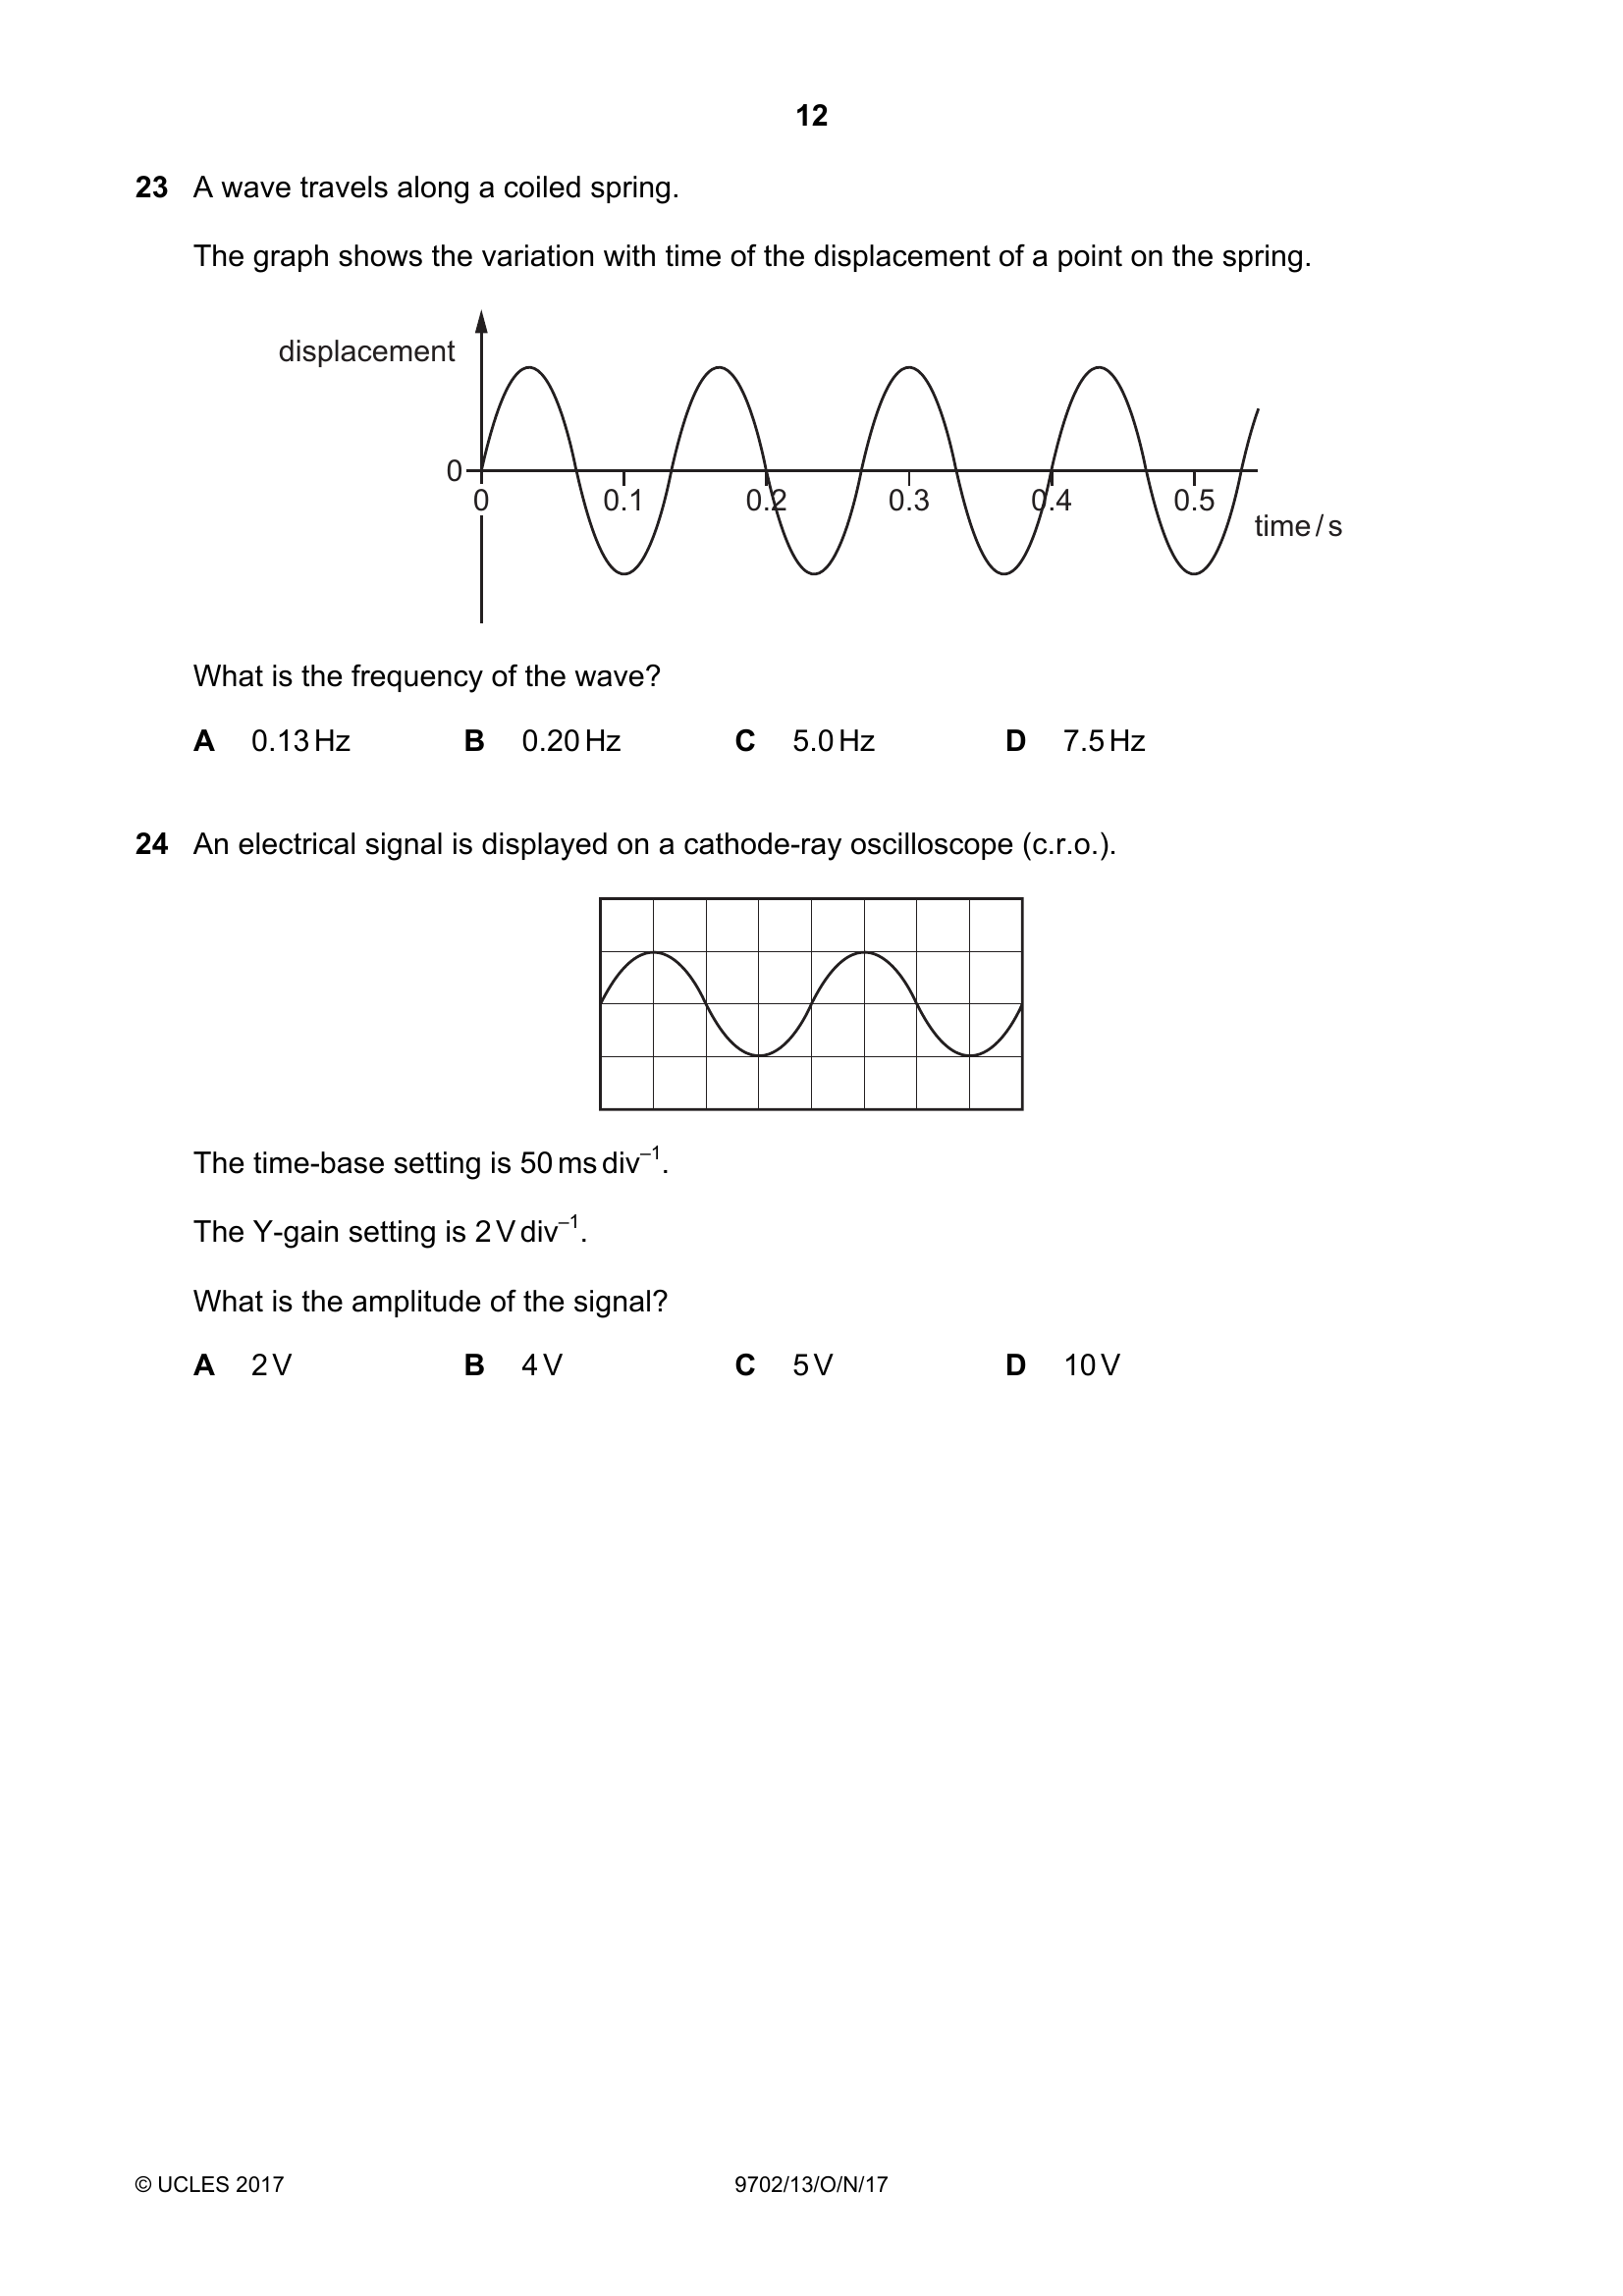 12
23 A wave travels along a coiled spring.
The graph shows the variation with time of the displacement of a point on the spring.
displacement
0
0 0.1 0.2 0.3 0.4 0.5
time / s
What is the frequency of the wave?
A 0.13 Hz B 0.20 Hz C 5.0 Hz D 7.5 Hz
24 An electrical signal is displayed on a cathode-ray oscilloscope (c.r.o.).
The time-base setting is 50 ms div⁻¹.
The Y-gain setting is 2 V div⁻¹.
What is the amplitude of the signal?
A 2 V B 4 V C 5 V D 10 V
© UCLES 2017 9702/13/O/N/17